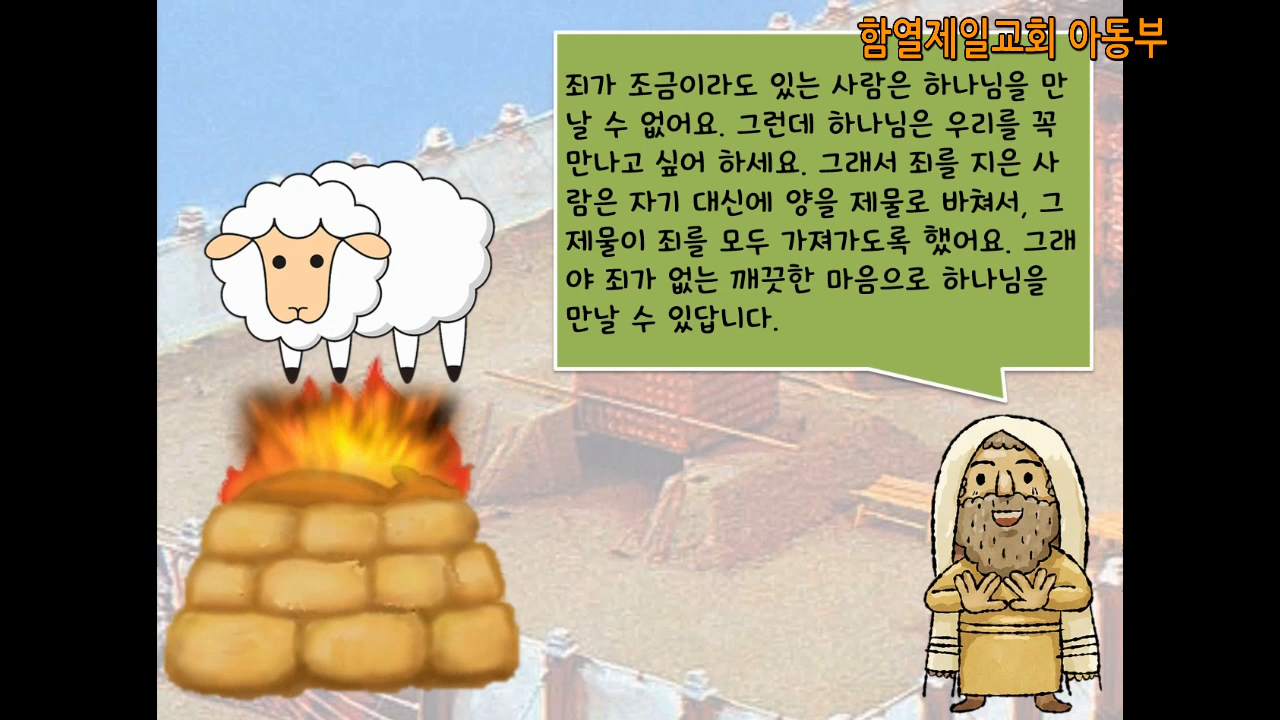 함열제일교회 아동부
죄가 조금이라도 있는 사람은 하나님을 만
날 수 없어요. 그런데 하나님은 우리를 꼭
만나고 싶어 하세요. 그래서 죄를 지은 사
람은 자기 대신에 양을 제물로 바쳐서, 그
제물이 죄를 모두 가져가도록 했어요. 그래
야 죄가 없는 깨끗한 마음으로 하나님을
만날 수 있답니다.